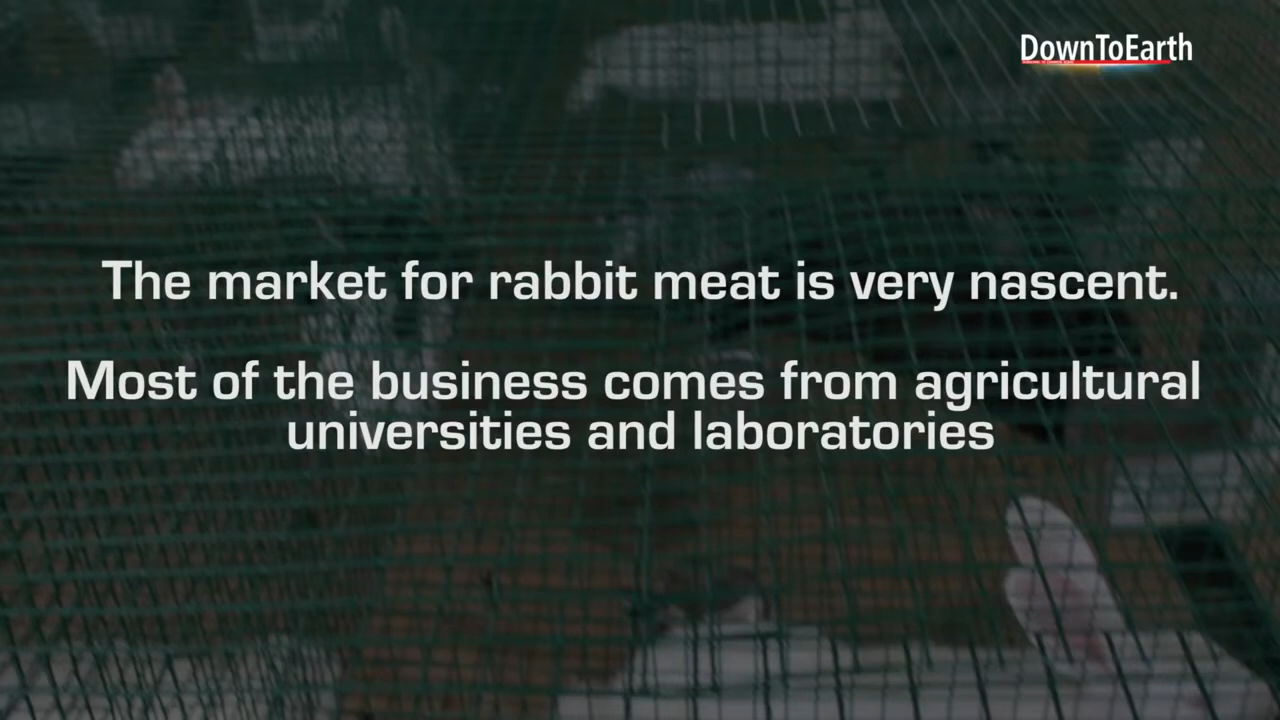 DownToEarth
The market for rabbit meat is very nascent.
Most of the business comes from agricultural
universities and laboratories